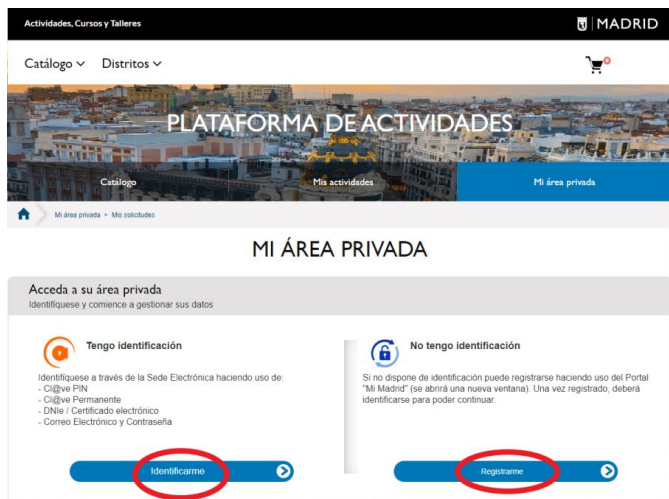 Actividades, Cursos y Talleres
MADRID
Catálogo
Distritos
0
PLATAFORMA DE ACTIVIDADES
Catálogo
Mis actividades
Mi área privada
Mi área privada > Mis solicitudes
MI ÁREA PRIVADA
Acceda a su área privada
Identifíquese y comience a gestionar sus datos
Tengo identificación
Identifíquese a través de la Sede Electrónica haciendo uso de:
- Cl@ve PIN
- Cl@ve Permanente
- DNIe / Certificado electrónico
- Correo Electrónico y Contraseña
Identificarme
No tengo identificación
Si no dispone de identificación puede registrarse haciendo uso del Portal
"Mi Madrid" (se abrirá una nueva ventana). Una vez registrado, deberá
identificarse para poder continuar.
Registrarme